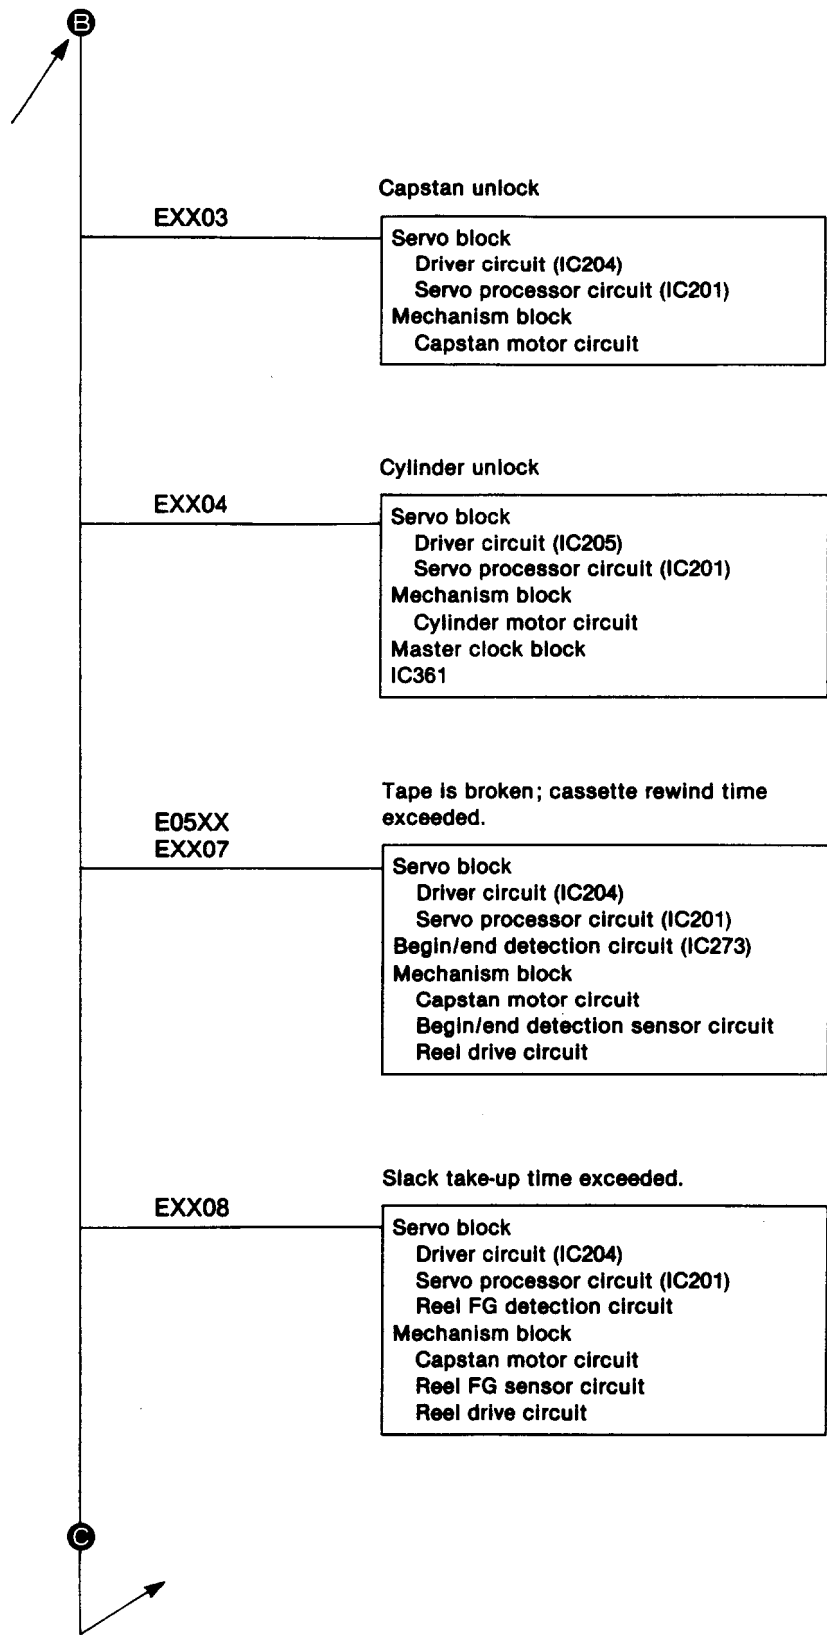 B
Capstan unlock
EXX03
Servo block
Driver circuit (IC204)
Servo processor circuit (IC201)
Mechanism block
Capstan motor circuit
Cylinder unlock
EXX04
Servo block
Driver circuit (IC205)
Servo processor circuit (IC201)
Mechanism block
Cylinder motor circuit
Master clock block
IC361
Tape is broken; cassette rewind time
exceeded.
E05XX
EXX07
Servo block
Driver circuit (IC204)
Servo processor circuit (IC201)
Begin/end detection circuit (IC273)
Mechanism block
Capstan motor circuit
Begin/end detection sensor circuit
Reel drive circuit
Slack take-up time exceeded.
EXX08
Servo block
Driver circuit (IC204)
Servo processor circuit (IC201)
Reel FG detection circuit
Mechanism block
Capstan motor circuit
Reel FG sensor circuit
Reel drive circuit
C